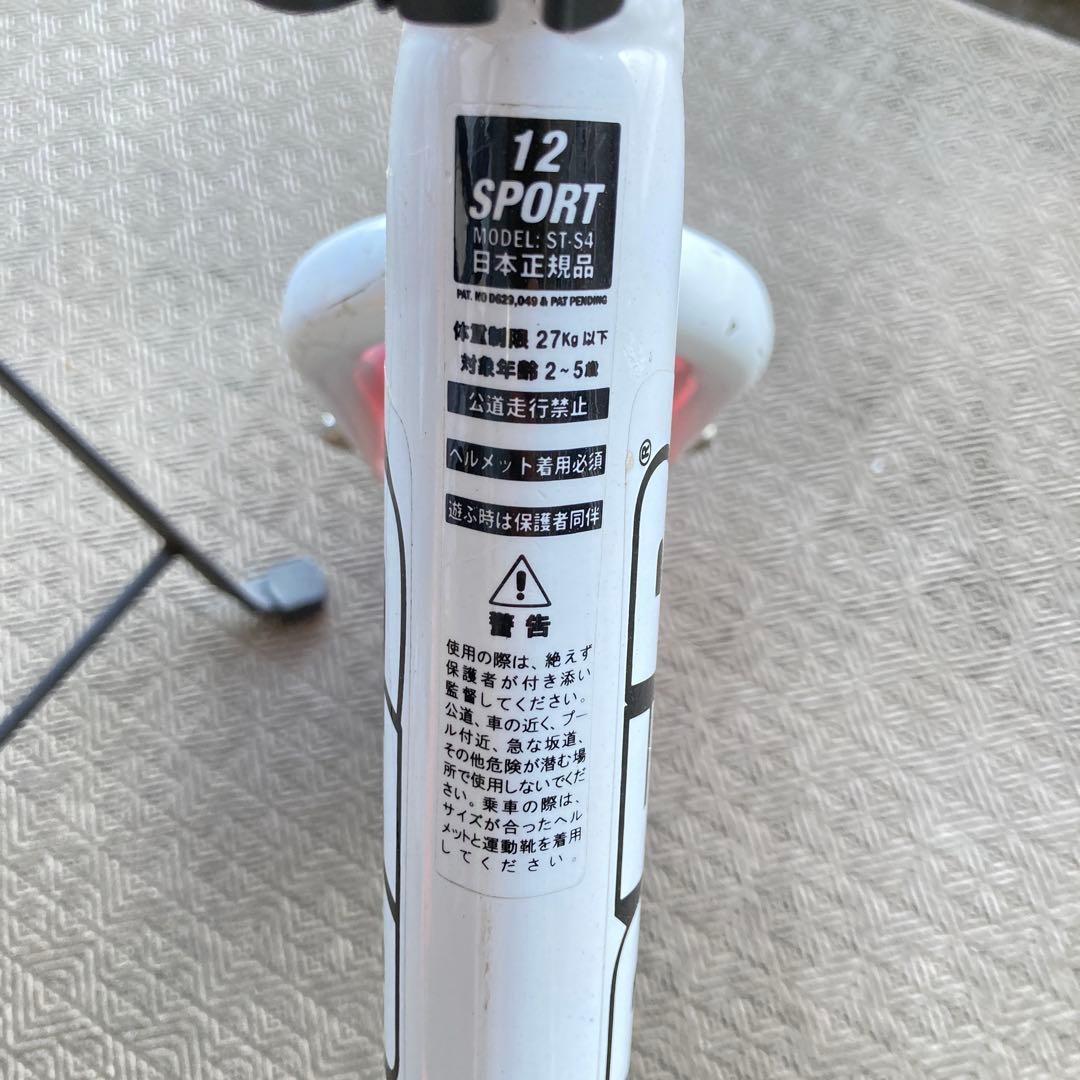 12
SPORT
MODEL: ST-S4
日本正規品
PAT. NO D629,049 & PAT PENDING
体重制限 27Kg 以下
対象年齢 2~5歳
公道走行禁止
ヘルメット着用必須
遊ぶ時は保護者同伴
警告
使用の際は、絶えず
保護者が付き添い
監督してください。
公道、車の近く、プー
ル付近、急な坂道、
その他危険が潜む場
所で使用しないでくだ
さい。乗車の際は、
サイズが合ったヘル
メットと運動靴を着用
してください。
®